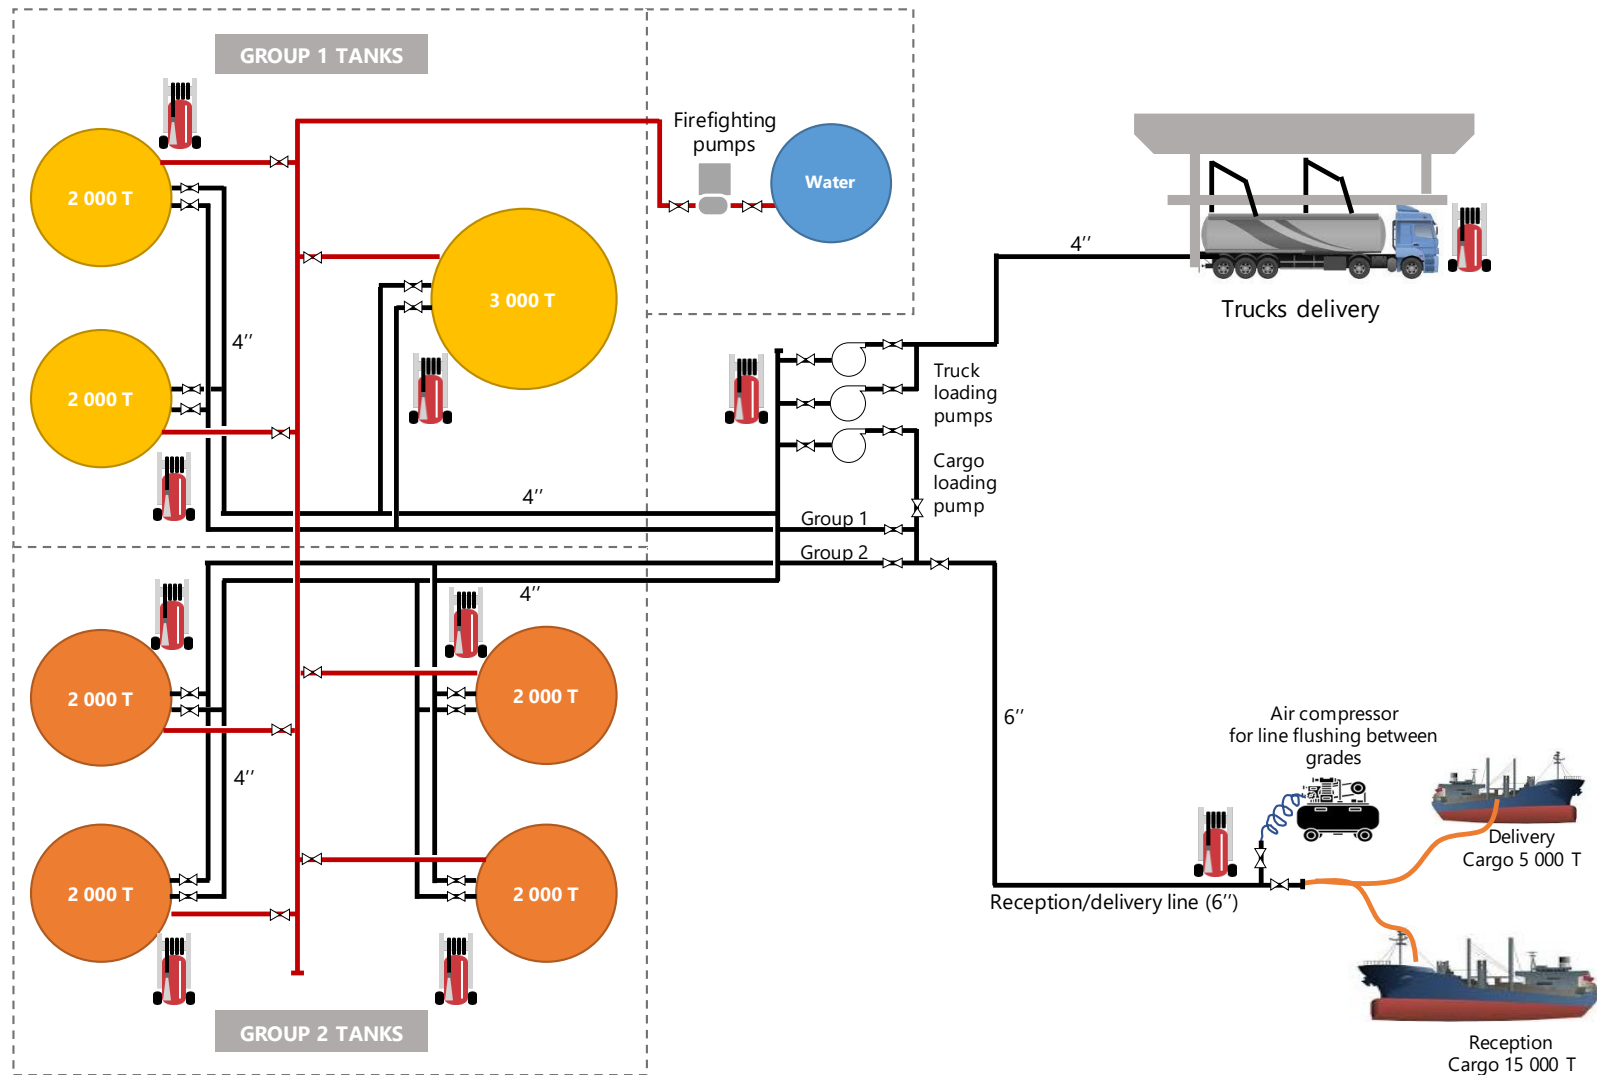 GROUP 1 TANKS
Firefighting
pumps
2 000 T
Water
4′′
3 000 T
Trucks delivery
4′′
2 000 T
Truck
loading
pumps
Cargo
loading
pump
4′′
Group 1
Group 2
4′′
2 000 T
2 000 T
6′′
4′′
Air compressor
for line flushing between
grades
2 000 T
2 000 T
Delivery
Cargo 5 000 T
Reception/delivery line (6′′)
GROUP 2 TANKS
Reception
Cargo 15 000 T